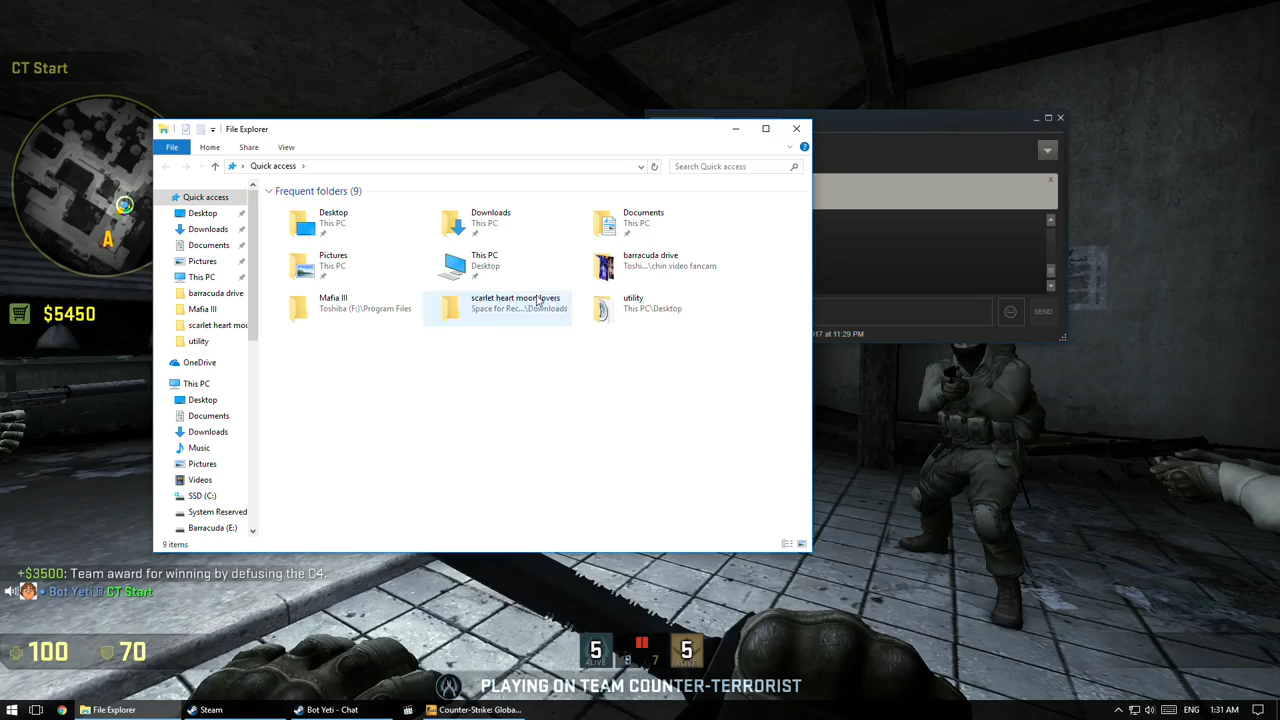 CT Start
A
$5450
File Explorer
File
Home
Share
View
Quick access
Search Quick access
Quick access
Desktop
Downloads
Documents
Pictures
This PC
barracuda drive
Mafia III
scarlet heart moo
utility
OneDrive
This PC
Desktop
Documents
Downloads
Music
Pictures
Videos
SSD (C:)
System Reserved
Barracuda (E:)
Frequent folders (9)
Desktop
This PC
Downloads
This PC
Documents
This PC
Pictures
This PC
This PC
Desktop
barracuda drive
Toshi...\chin video fancam
Mafia III
Toshiba (F:)\Program Files
scarlet heart moon lovers
Space for Rec...\Downloads
utility
This PC\Desktop
9 items
SEND
017 at 11:29 PM
+$3500: Team award for winning by defusing the C4.
Bot Yeti
CT Start
100
70
5
ALIVE
7
5
ALIVE
PLAYING ON TEAM COUNTER-TERRORIST
File Explorer
Steam
Bot Yeti - Chat
Counter-Strike: Globa...
ENG
1:31 AM